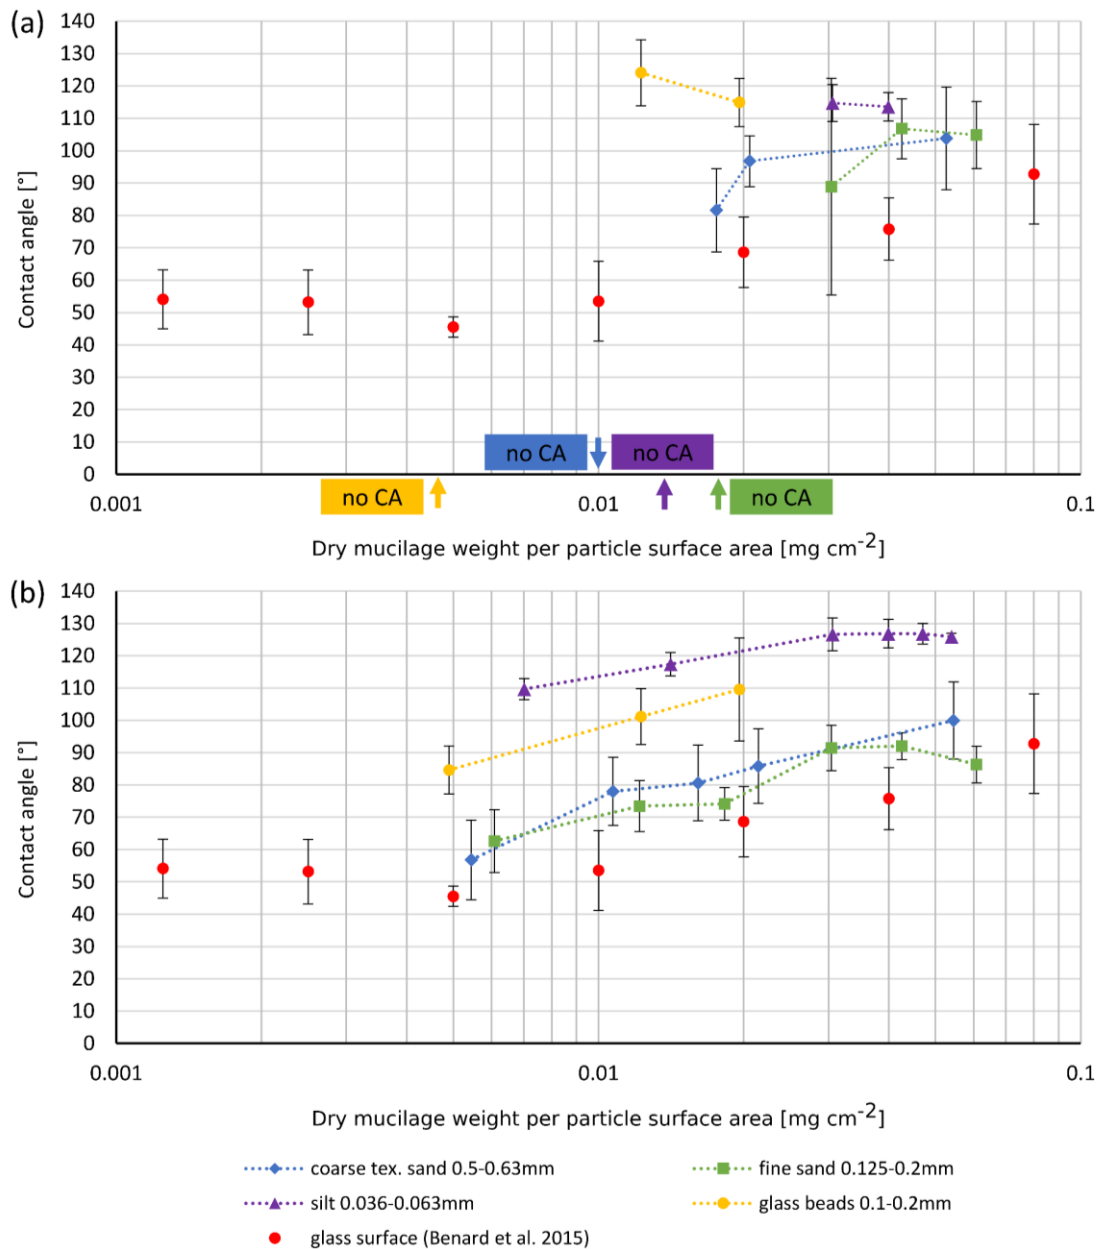 (a)
140
130
120
110
100
90
80
70
60
50
40
30
20
10
0
Contact angle [°]
no CA
no CA
no CA
no CA
0.001
0.01
0.1
Dry mucilage weight per particle surface area [mg cm-2]
(b)
140
130
120
110
100
90
80
70
60
50
40
30
20
10
0
Contact angle [°]
0.001
0.01
0.1
Dry mucilage weight per particle surface area [mg cm-2]
coarse tex. sand 0.5-0.63mm
fine sand 0.125-0.2mm
silt 0.036-0.063mm
glass beads 0.1-0.2mm
glass surface (Benard et al. 2015)